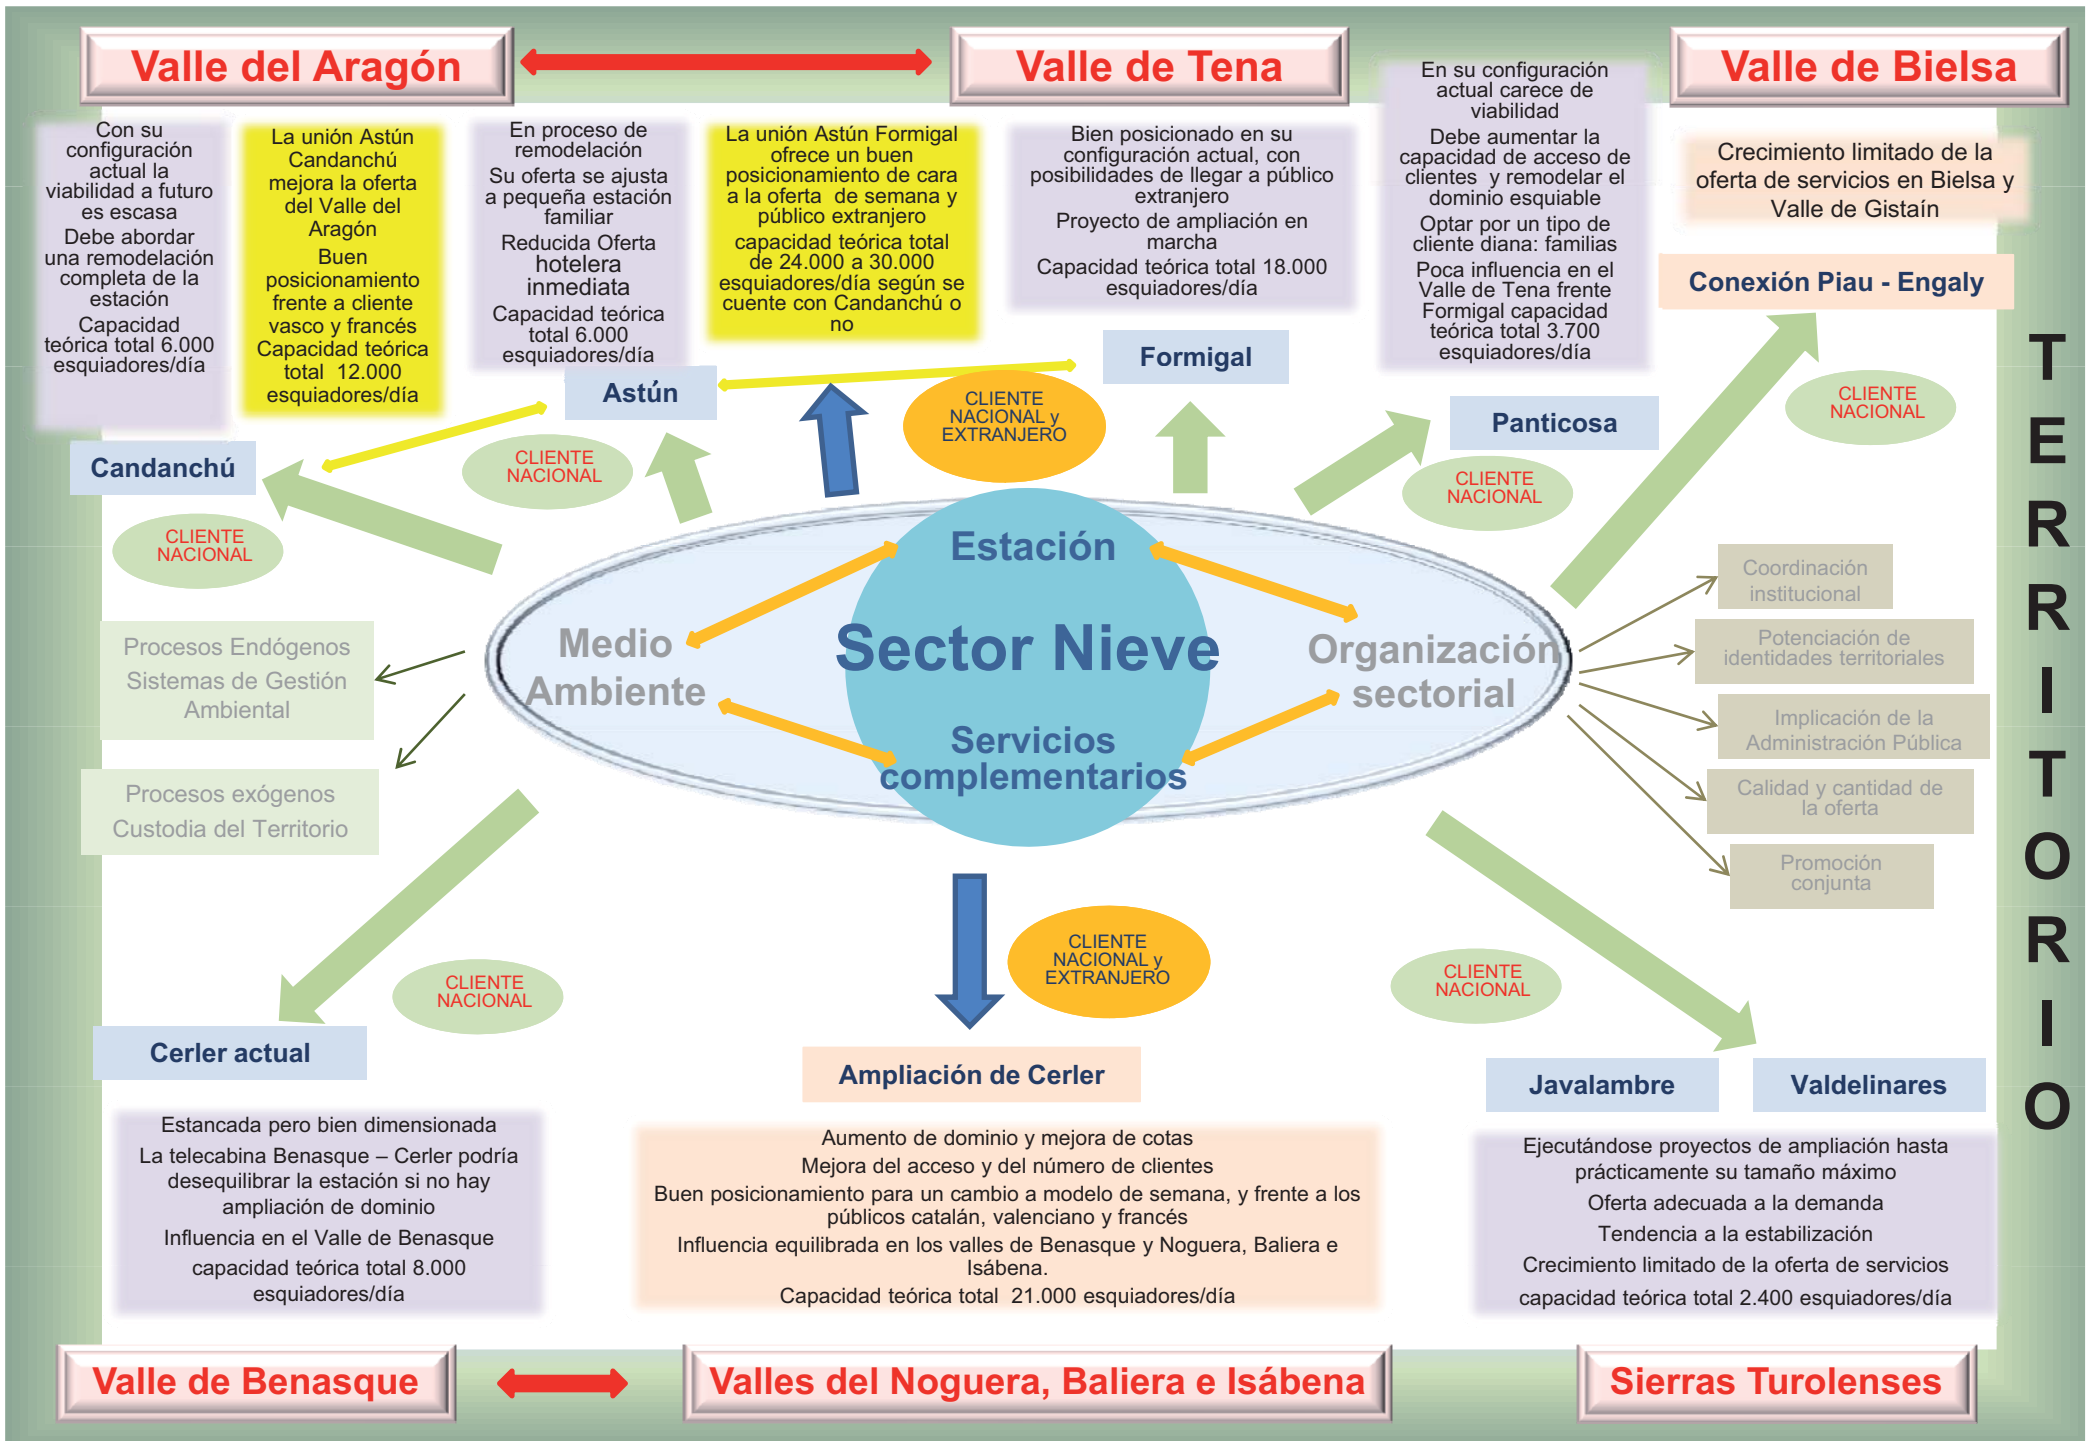 Valle del Aragón
Valle de Tena
Valle de Bielsa
Con su
configuración
actual la
viabilidad a futuro
es escasa
Debe abordar
una remodelación
completa de la
estación
Capacidad
teórica total 6.000
esquiadores/día
La unión Astún
Candanchú
mejora la oferta
del Valle del
Aragón
Buen
posicionamiento
frente a cliente
vasco y francés
Capacidad teórica
total 12.000
esquiadores/día
En proceso de
remodelación
Su oferta se ajusta
a pequeña estación
familiar
Reducida Oferta
hotelera
inmediata
Capacidad teórica
total 6.000
esquiadores/día
La unión Astún Formigal
ofrece un buen
posicionamiento de cara
a la oferta de semana y
público extranjero
capacidad teórica total
de 24.000 a 30.000
esquiadores/día según se
cuente con Candanchú o
no
Bien posicionado en su
configuración actual, con
posibilidades de llegar a público
extranjero
Proyecto de ampliación en
marcha
Capacidad teórica total 18.000
esquiadores/día
En su configuración
actual carece de
viabilidad
Debe aumentar la
capacidad de acceso de
clientes y remodelar el
dominio esquiable
Optar por un tipo de
cliente diana: familias
Poca influencia en el
Valle de Tena frente
Formigal capacidad
teórica total 3.700
esquiadores/día
Crecimiento limitado de la
oferta de servicios en Bielsa y
Valle de Gistaín
Conexión Piau - Engaly
Formigal
Astún
Panticosa
Candanchú
CLIENTE
NACIONAL y
EXTRANJERO
CLIENTE
NACIONAL
CLIENTE
NACIONAL
CLIENTE
NACIONAL
CLIENTE
NACIONAL
Estación
Sector Nieve
Servicios
complementarios
Medio
Ambiente
Organización
sectorial
Procesos Endógenos
Sistemas de Gestión
Ambiental
Procesos exógenos
Custodia del Territorio
Coordinación
institucional
Potenciación de
identidades territoriales
Implicación de la
Administración Pública
Calidad y cantidad de
la oferta
Promoción
conjunta
CLIENTE
NACIONAL
CLIENTE
NACIONAL y
EXTRANJERO
CLIENTE
NACIONAL
Cerler actual
Ampliación de Cerler
Javalambre
Valdelinares
Estancada pero bien dimensionada
La telecabina Benasque – Cerler podría
desequilibrar la estación si no hay
ampliación de dominio
Influencia en el Valle de Benasque
capacidad teórica total 8.000
esquiadores/día
Aumento de dominio y mejora de cotas
Mejora del acceso y del número de clientes
Buen posicionamiento para un cambio a modelo de semana, y frente a los
públicos catalán, valenciano y francés
Influencia equilibrada en los valles de Benasque y Noguera, Baliera e
Isábena.
Capacidad teórica total 21.000 esquiadores/día
Ejecutándose proyectos de ampliación hasta
prácticamente su tamaño máximo
Oferta adecuada a la demanda
Tendencia a la estabilización
Crecimiento limitado de la oferta de servicios
capacidad teórica total 2.400 esquiadores/día
Valle de Benasque
Valles del Noguera, Baliera e Isábena
Sierras Turolenses
TERRITORIO